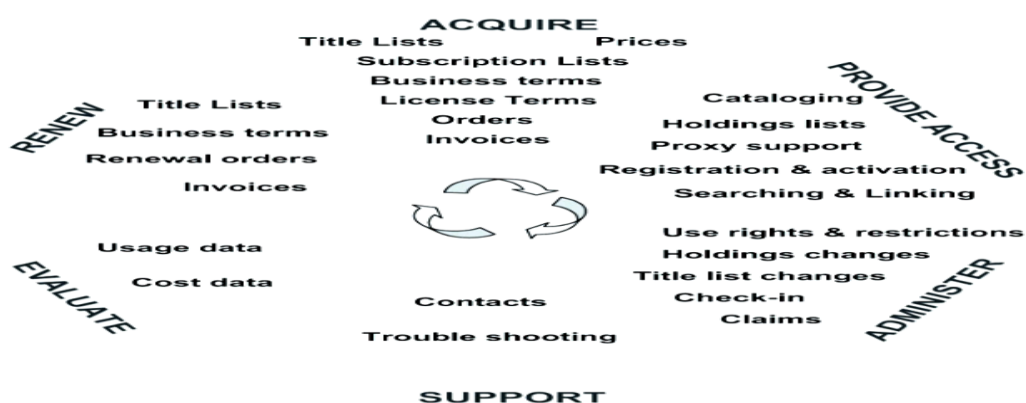 ACQUIRE
Title Lists
Prices
Subscription Lists
Business terms
License Terms
Orders
Invoices
PROVIDE ACCESS
Cataloging
Holdings lists
Proxy support
Registration & activation
Searching & Linking
ADMINISTER
Use rights & restrictions
Holdings changes
Title list changes
Check-in
Claims
SUPPORT
Contacts
Trouble shooting
EVALUATE
Usage data
Cost data
RENEW
Title Lists
Business terms
Renewal orders
Invoices